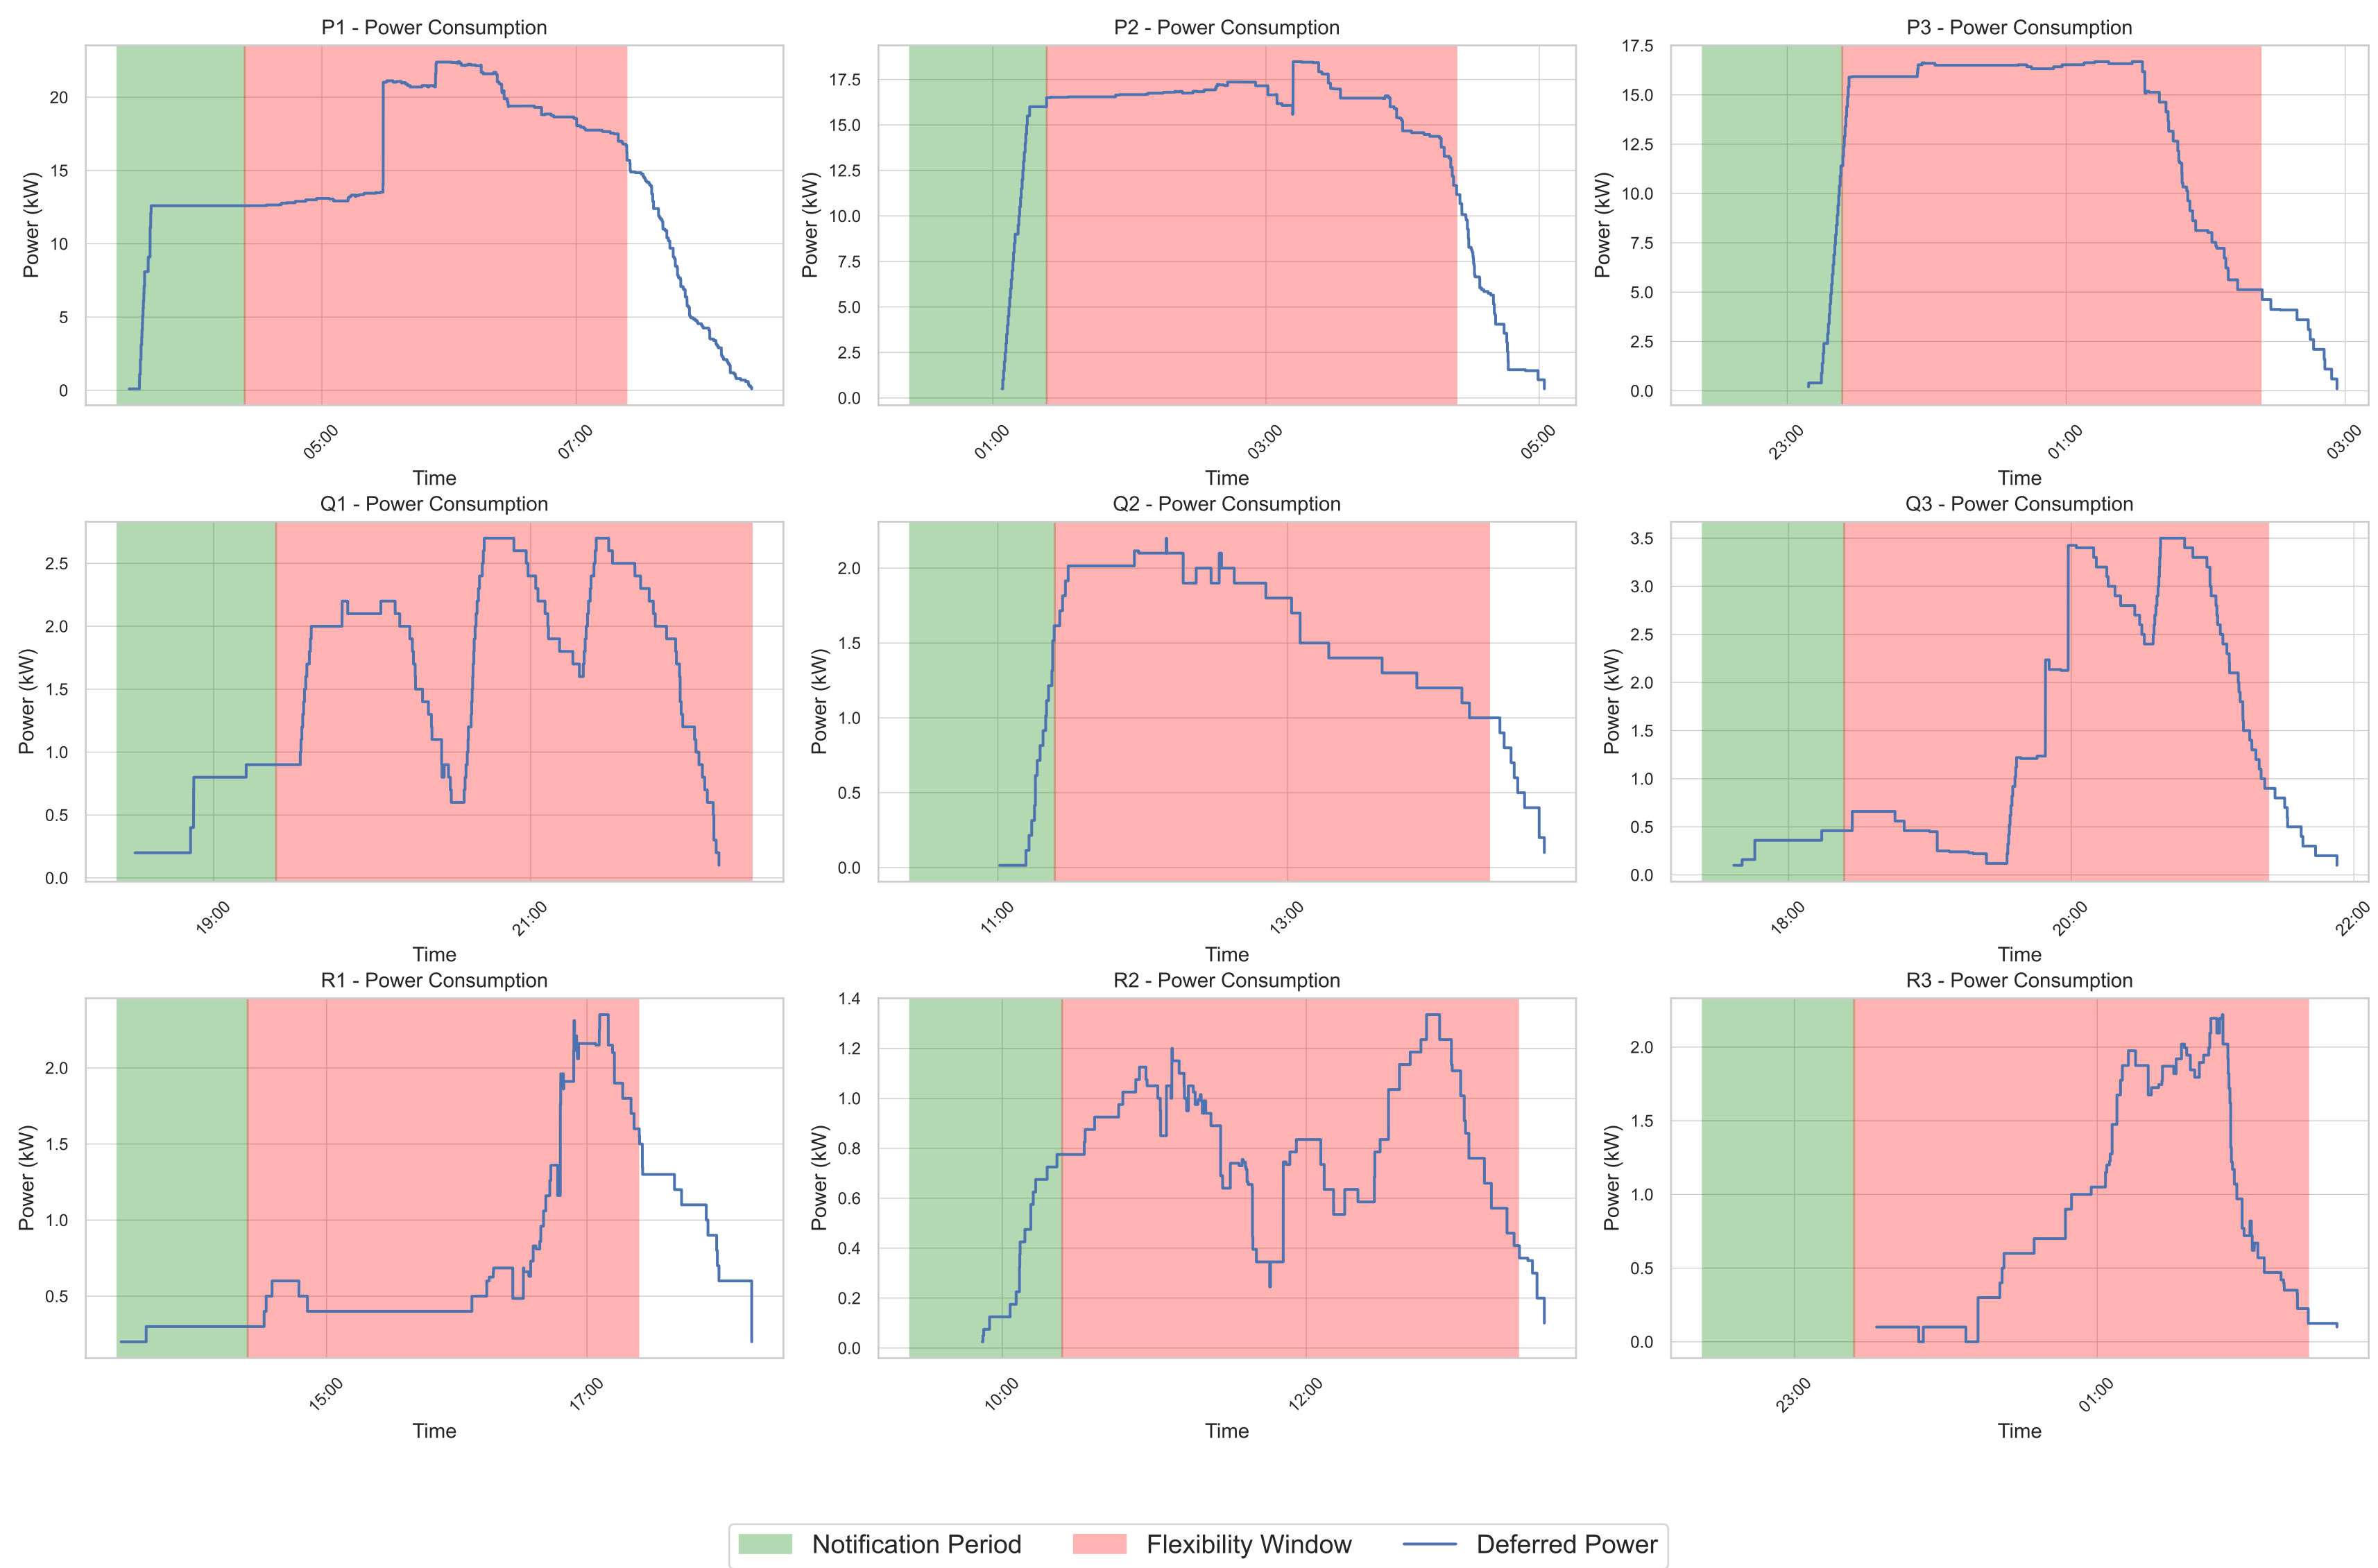 P1 - Power Consumption
Power (kW)
20
15
10
5
0
05:00
07:00
Time
P2 - Power Consumption
Power (kW)
17.5
15.0
12.5
10.0
7.5
5.0
2.5
0.0
01:00
03:00
05:00
Time
P3 - Power Consumption
Power (kW)
17.5
15.0
12.5
10.0
7.5
5.0
2.5
0.0
23:00
01:00
03:00
Time
Q1 - Power Consumption
Power (kW)
2.5
2.0
1.5
1.0
0.5
0.0
19:00
21:00
Time
Q2 - Power Consumption
Power (kW)
2.0
1.5
1.0
0.5
0.0
11:00
13:00
Time
Q3 - Power Consumption
Power (kW)
3.5
3.0
2.5
2.0
1.5
1.0
0.5
0.0
18:00
20:00
22:00
Time
R1 - Power Consumption
Power (kW)
2.0
1.5
1.0
0.5
15:00
17:00
Time
R2 - Power Consumption
Power (kW)
1.4
1.2
1.0
0.8
0.6
0.4
0.2
0.0
10:00
12:00
Time
R3 - Power Consumption
Power (kW)
2.0
1.5
1.0
0.5
0.0
23:00
01:00
Time
Notification Period
Flexibility Window
Deferred Power